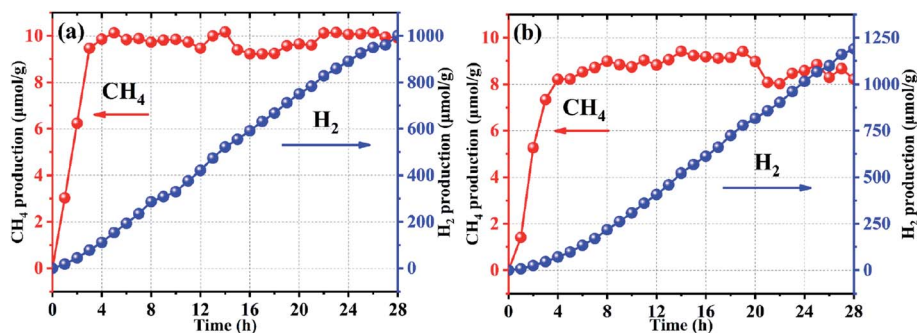 (a)
CH4
H2
CH4 production (μmol/g)
10
8
6
4
2
0
H2 production (μmol/g)
1000
800
600
400
200
0
0 4 8 12 16 20 24 28
Time (h)
(b)
CH4
H2
CH4 production (μmol/g)
10
8
6
4
2
0
H2 production (μmol/g)
1250
1000
750
500
250
0
0 4 8 12 16 20 24 28
Time (h)